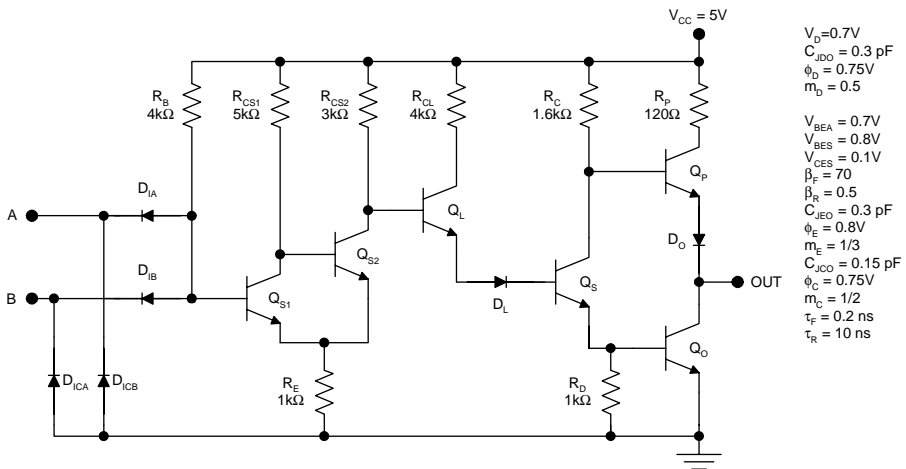 V_CC = 5V
R_B
4kΩ
R_CS1
5kΩ
R_CS2
3kΩ
R_CL
4kΩ
R_C
1.6kΩ
R_P
120Ω
D_IA
A
D_IB
B
Q_S1
Q_S2
Q_L
D_L
Q_S
Q_P
D_O
OUT
Q_O
D_ICA
D_ICB
R_E
1kΩ
R_D
1kΩ
V_D=0.7V
C_JDO = 0.3 pF
ϕ_D = 0.75V
m_D = 0.5
V_BEA = 0.7V
V_BES = 0.8V
V_CES = 0.1V
β_F = 70
β_R = 0.5
C_JEO = 0.3 pF
ϕ_E = 0.8V
m_E = 1/3
C_JCO = 0.15 pF
ϕ_C = 0.75V
m_C = 1/2
τ_F = 0.2 ns
τ_R = 10 ns